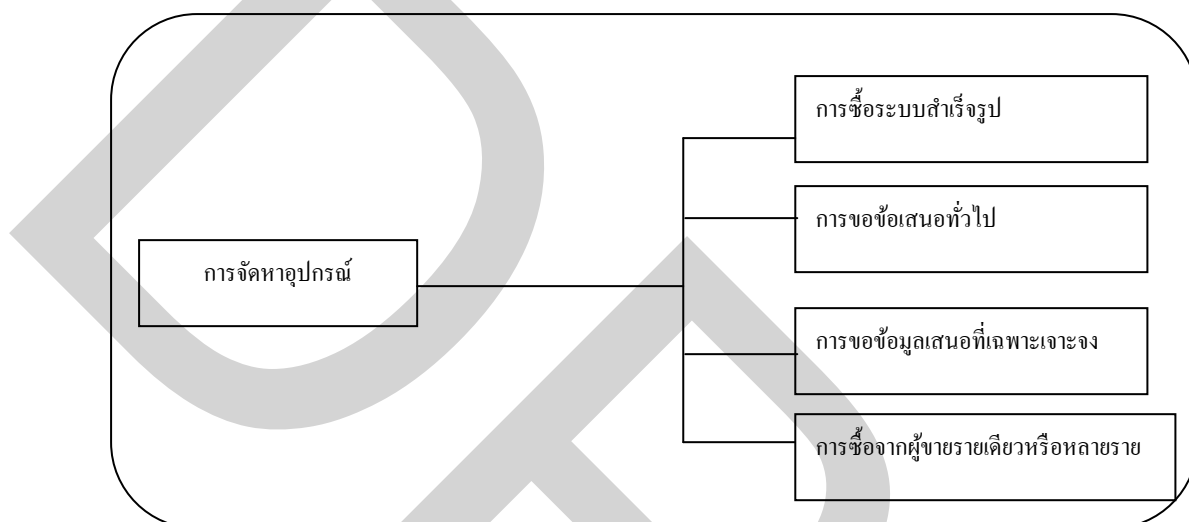 การซื้อระบบสำเร็จรูป
การขอข้อเสนอทั่วไป
การจัดหาอุปกรณ์
การขอข้อมูลเสนอที่เฉพาะเจาะจง
การซื้อจากผู้ขายรายเดียวหรือหลายราย